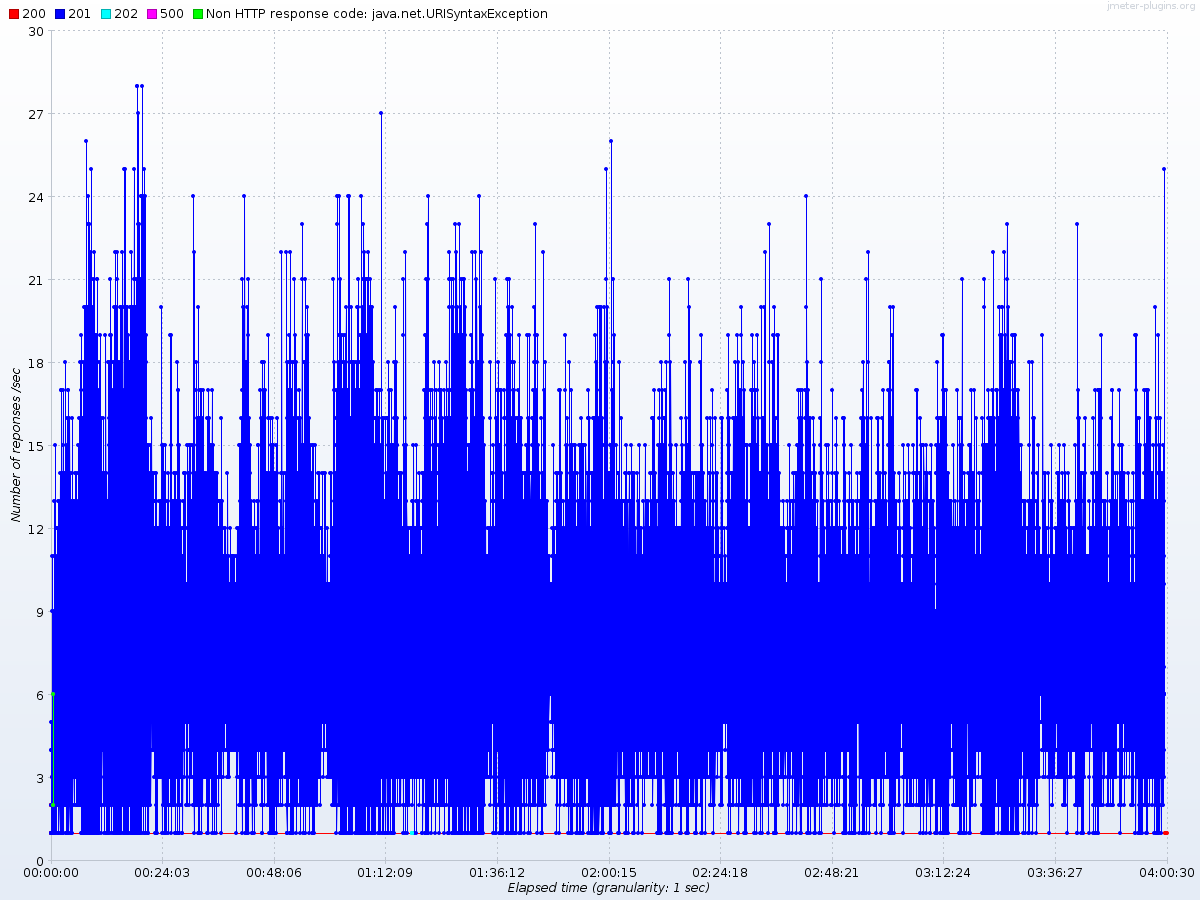 200 201 202 500 Non HTTP response code: java.net.URISyntaxException
jmeter-plugins.org
30
27
24
21
18
15
12
9
6
3
0
Number of reponses /sec
00:00:00 00:24:03 00:48:06 01:12:09 01:36:12 02:00:15 02:24:18 02:48:21 03:12:24 03:36:27 04:00:30
Elapsed time (granularity: 1 sec)